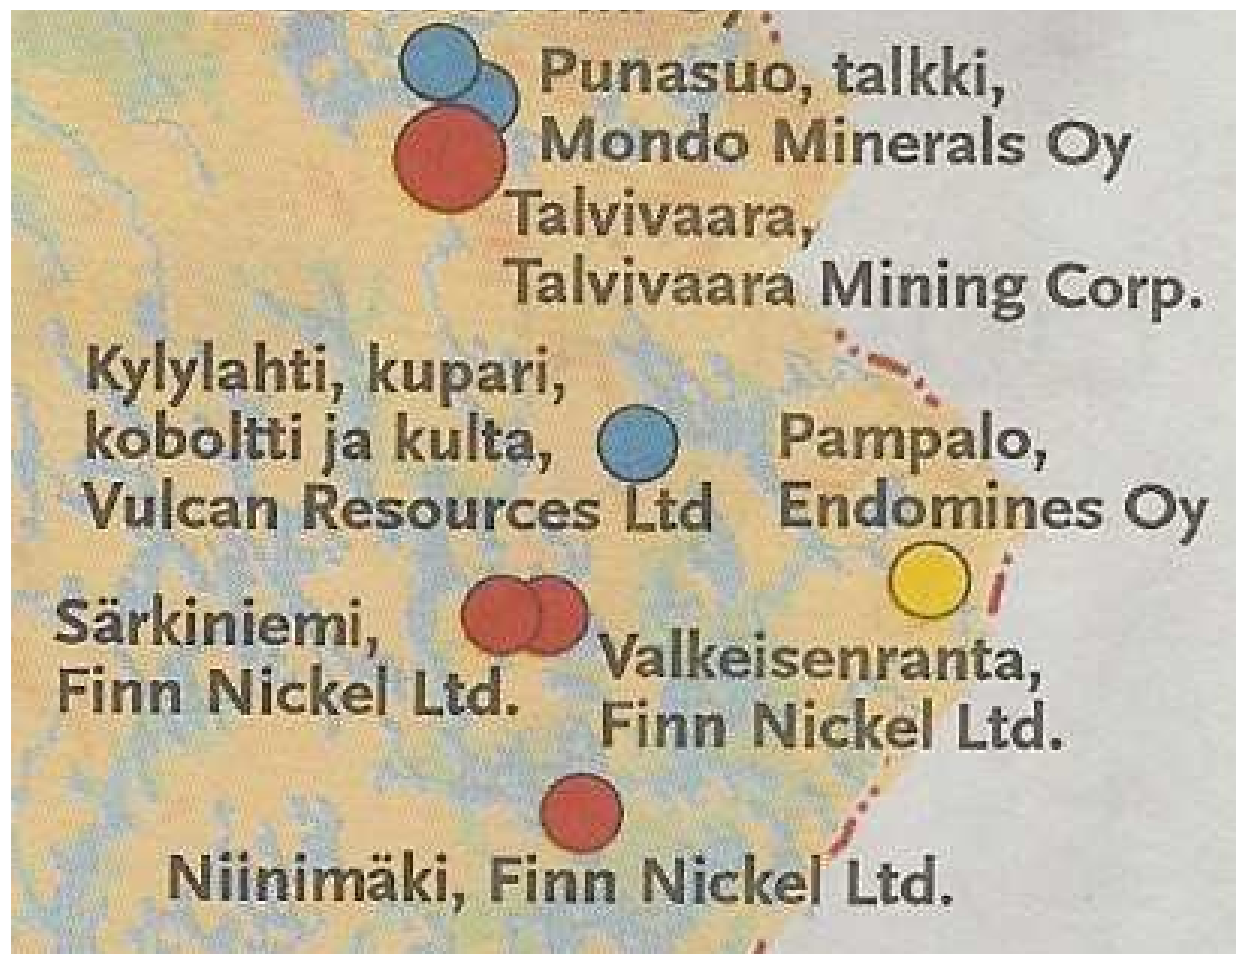 Punasuo, talkki,
Mondo Minerals Oy
Talvivaara,
Talvivaara Mining Corp.
Kylylahti, kupari,
koboltti ja kulta,
Vulcan Resources Ltd
Pampalo,
Endomines Oy
Särkiniemi,
Finn Nickel Ltd.
Valkeisenranta,
Finn Nickel Ltd.
Niinimäki, Finn Nickel Ltd.